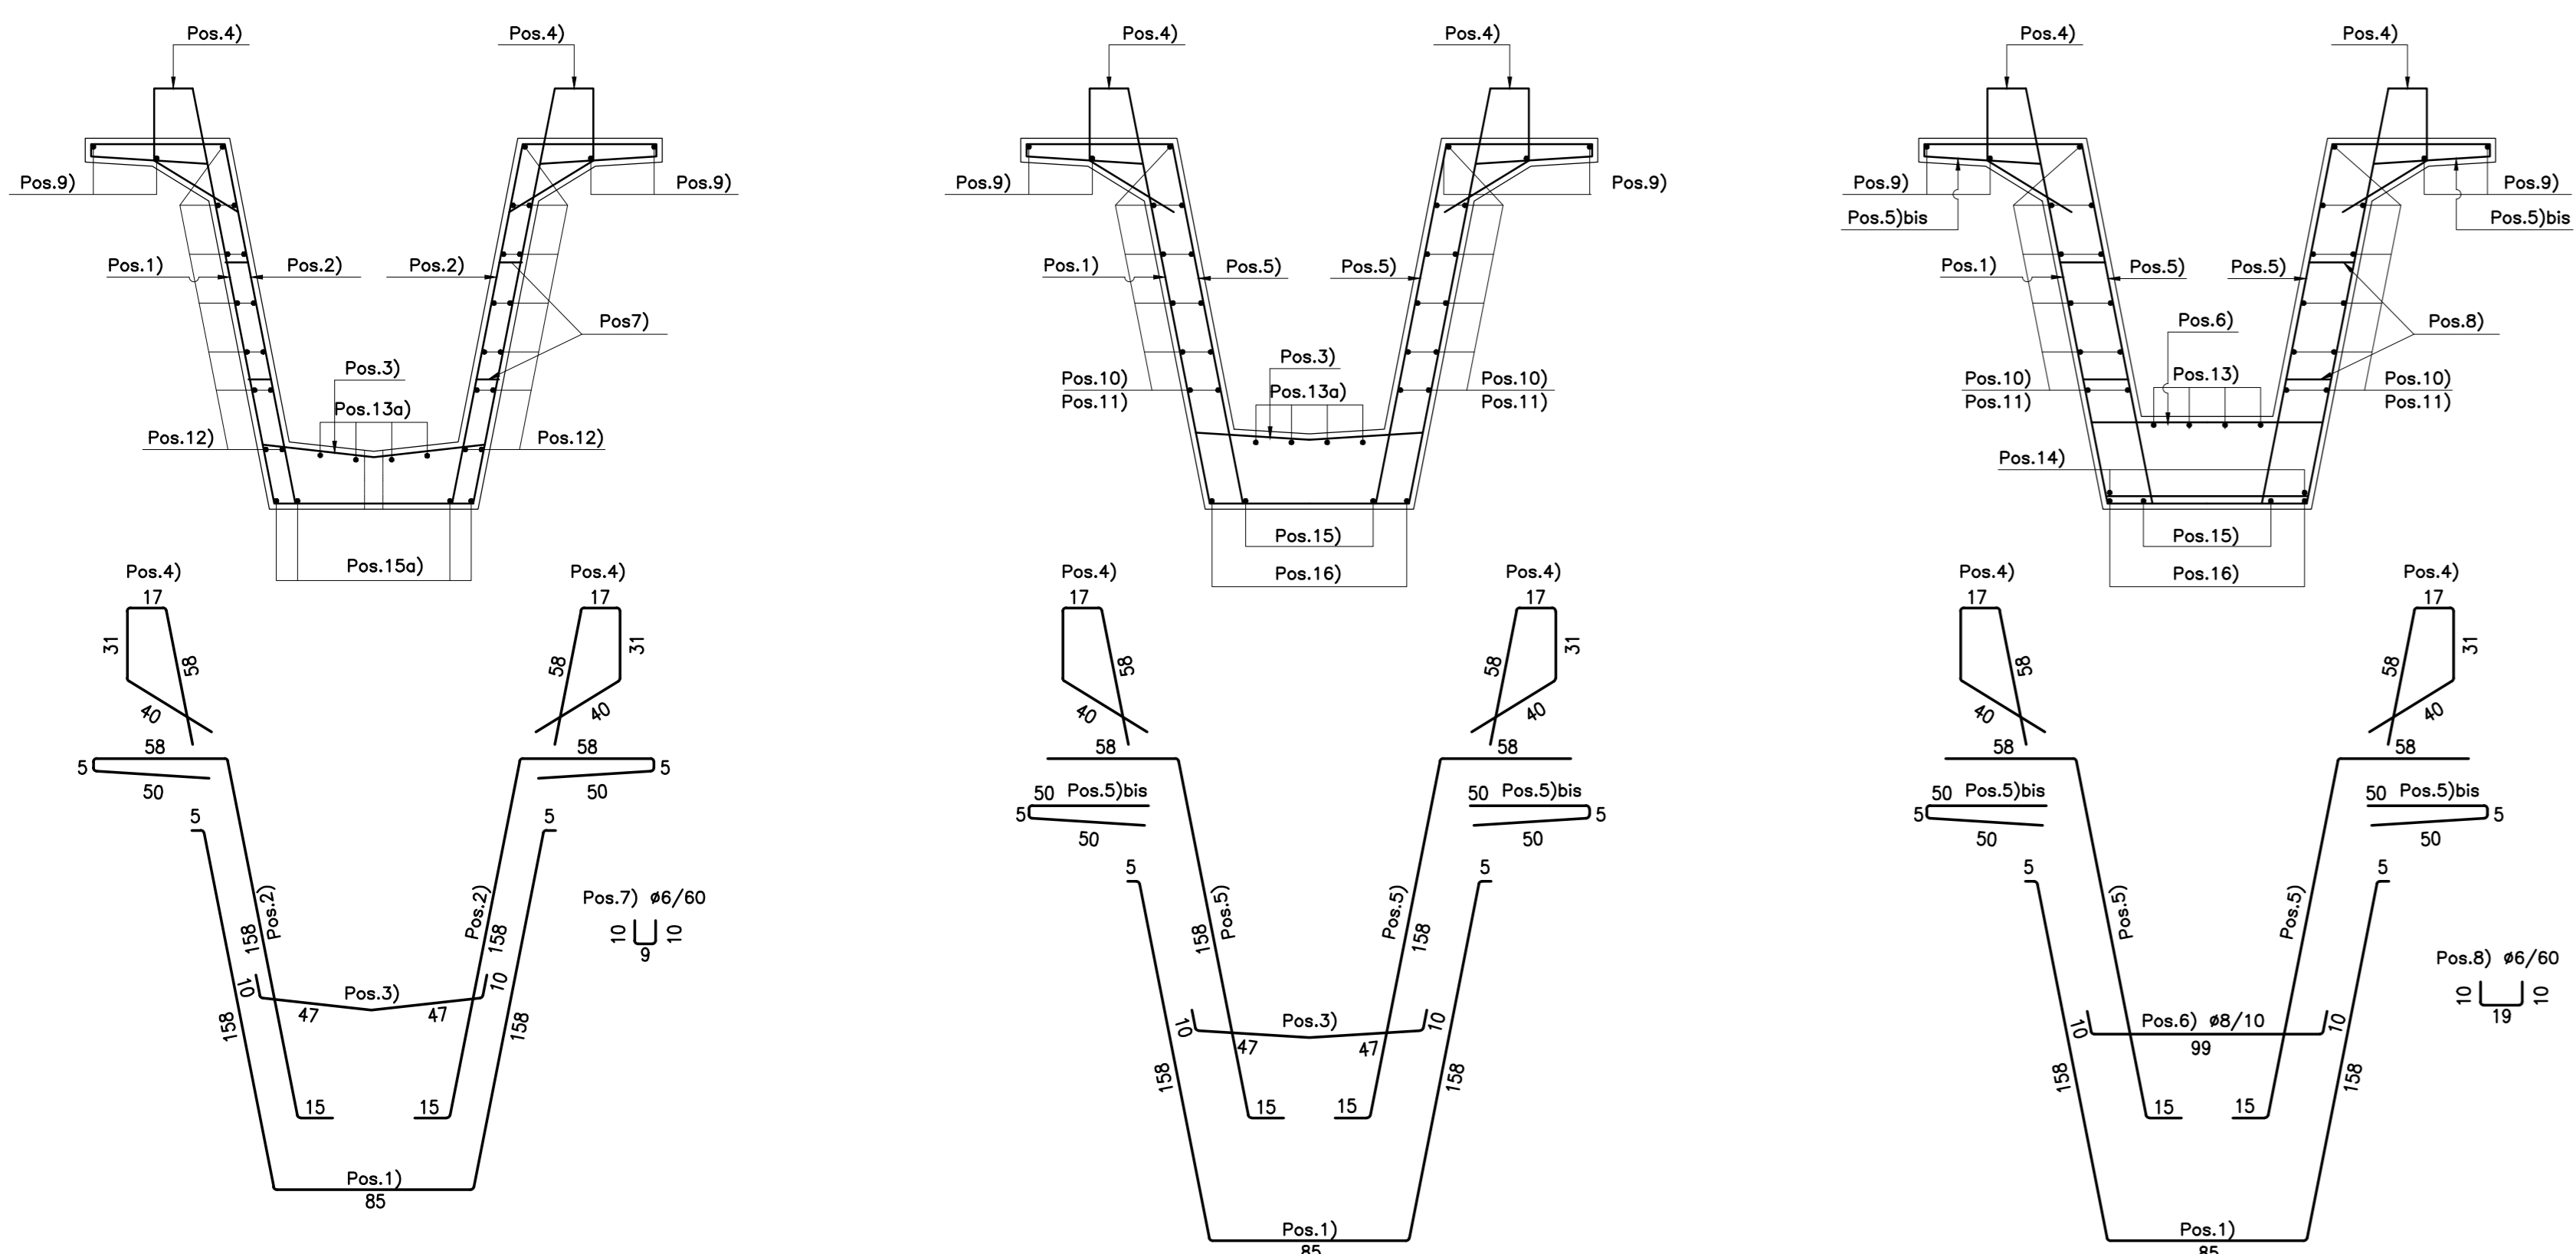 Pos.4)
Pos.4)
Pos.9)
Pos.9)
Pos.1)
Pos.2)
Pos.2)
Pos7)
Pos.3)
Pos.13a)
Pos.12)
Pos.12)
Pos.15a)
Pos.4)
Pos.4)
17
17
31
31
58
58
40
40
58
58
5
5
50
50
5
5
Pos.2)
Pos.2)
158
158
Pos.7) ø6/60
10
10
9
10
10
Pos.3)
47
47
158
158
15
15
Pos.1)
85
Pos.4)
Pos.4)
Pos.9)
Pos.9)
Pos.1)
Pos.5)
Pos.5)
Pos.3)
Pos.10)
Pos.11)
Pos.13a)
Pos.10)
Pos.11)
Pos.15)
Pos.16)
Pos.4)
Pos.4)
17
17
31
58
58
40
40
58
58
50 Pos.5)bis
50 Pos.5)bis
5
5
50
50
5
5
Pos.5)
Pos.5)
158
158
10
10
Pos.3)
47
47
158
158
15
15
Pos.1)
85
Pos.4)
Pos.4)
Pos.9)
Pos.9)
Pos.5)bis
Pos.5)bis
Pos.1)
Pos.5)
Pos.5)
Pos.6)
Pos.8)
Pos.13)
Pos.10)
Pos.11)
Pos.10)
Pos.11)
Pos.14)
Pos.15)
Pos.16)
Pos.4)
Pos.4)
17
17
31
58
58
40
40
58
58
50 Pos.5)bis
50 Pos.5)bis
5
5
50
50
5
5
Pos.5)
Pos.5)
Pos.8) ø6/60
10
10
19
10
10
Pos.6) ø8/10
99
158
158
15
15
Pos.1)
85